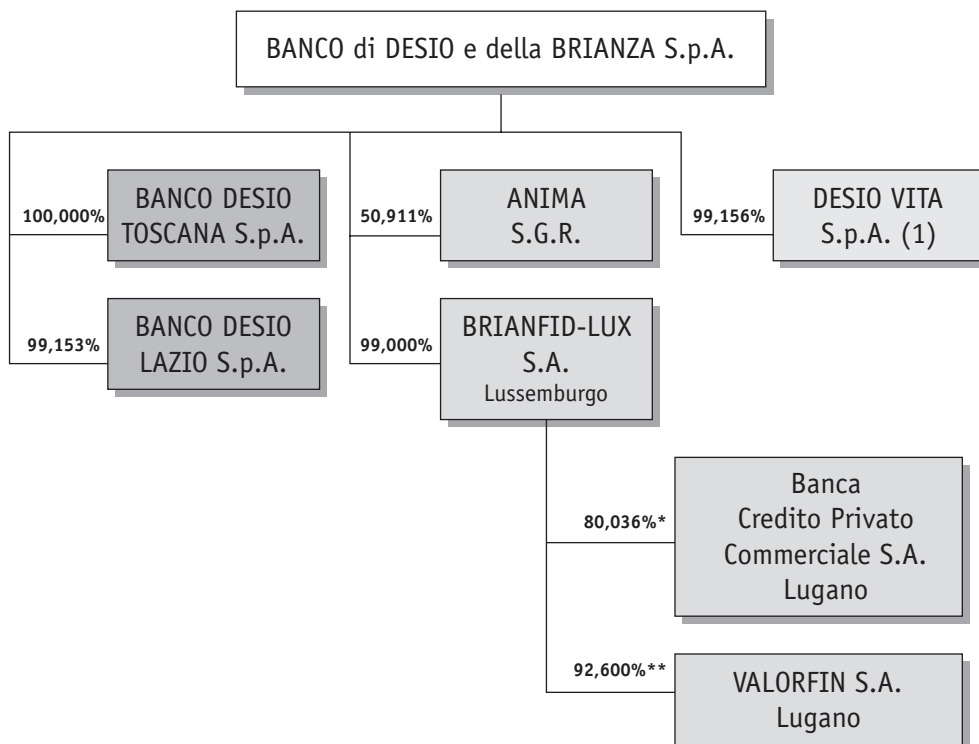 BANCO di DESIO e della BRIANZA S.p.A.
100,000%
BANCO DESIO
TOSCANA S.p.A.
50,911%
ANIMA
S.G.R.
99,156%
DESIO VITA
S.p.A. (1)
99,153%
BANCO DESIO
LAZIO S.p.A.
99,000%
BRIANFID-LUX
S.A.
Lussemburgo
80,036%*
Banca
Credito Privato
Commerciale S.A.
Lugano
92,600%**
VALORFIN S.A.
Lugano